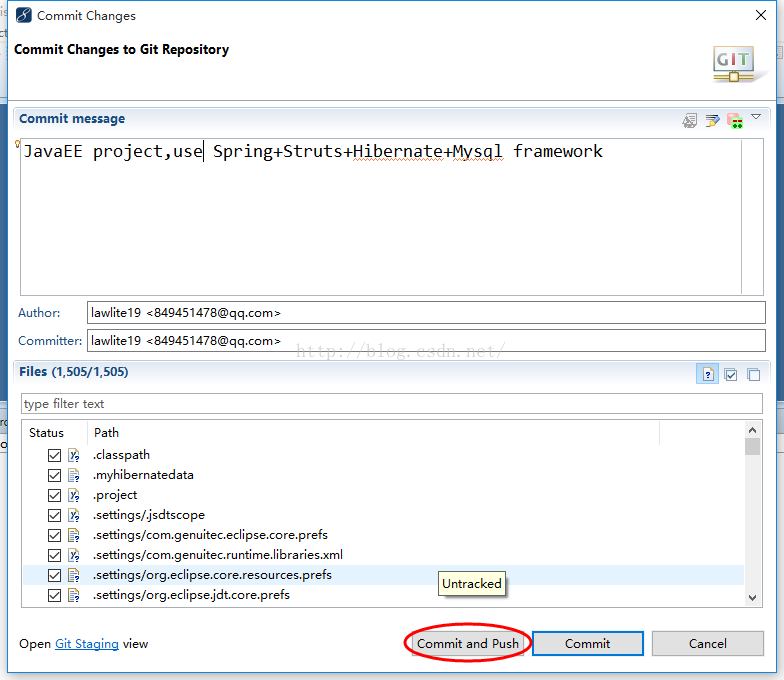 Commit Changes
Commit Changes to Git Repository
GIT
Commit message
JavaEE project,use Spring+Struts+Hibernate+Mysql framework
Author:
lawlite19 <849451478@qq.com>
Committer:
lawlite19 <849451478@qq.com>
http://blog.csdn.net/
Files (1,505/1,505)
type filter text
Status Path
.classpath
.myhibernatedata
.project
.settings/.jsdtscope
.settings/com.genuitec.eclipse.core.prefs
.settings/com.genuitec.runtime.libraries.xml
.settings/org.eclipse.core.resources.prefs
Untracked
.settings/org.eclipse.jdt.core.prefs
Open Git Staging view
Commit and Push
Commit
Cancel